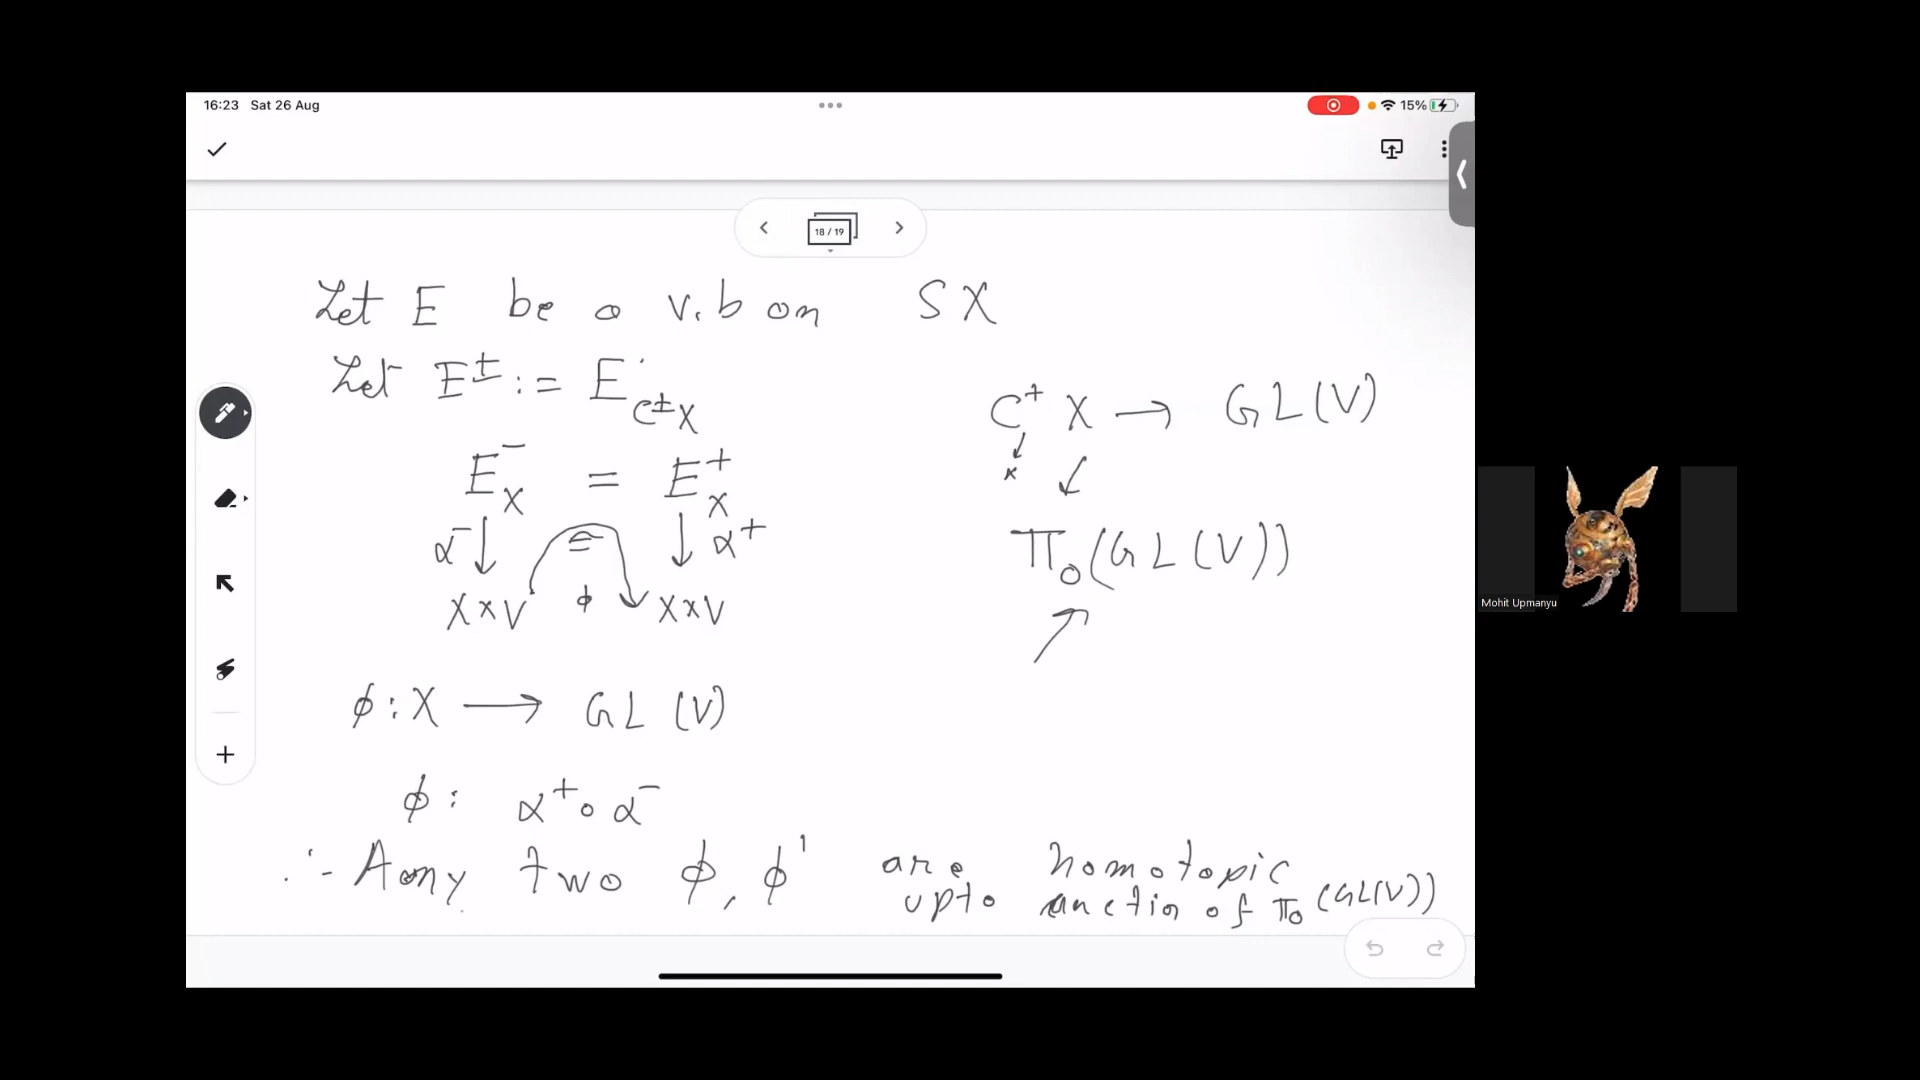 16:23 Sat 26 Aug
15%
18 / 19
Let E be a v.b on SX
Let E± := E C±X
C⁺X → GL(V)
E⁻X = E⁺X
α⁻↓ = ↓α⁺
π₀(GL(V))
X×V φ X×V
Mohit Upmanyu
φ: X → GL (V)
φ: α⁺∘α⁻
∴ Any two φ, φ' are homotopic
upto action of π₀(GL(V))